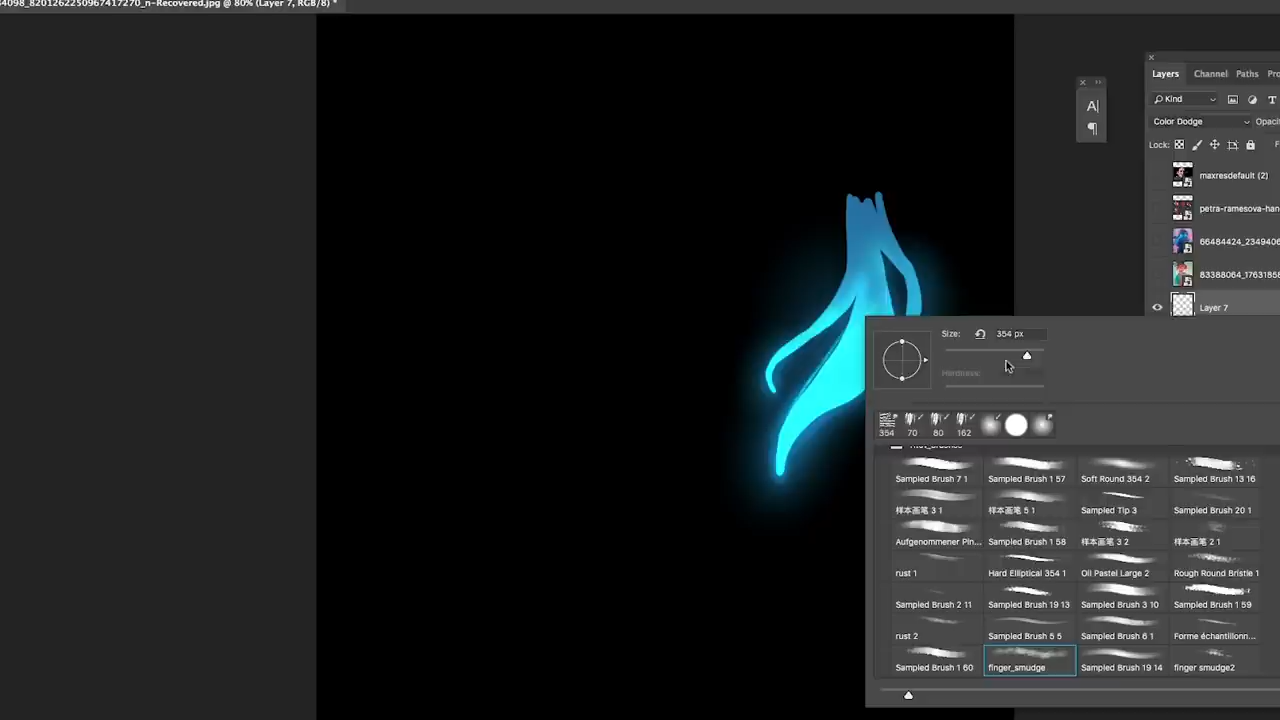 4098_8201262250967417270_n-Recovered.jpg @ 80% (Layer 7, RGB/8) *
Layers Channel Paths Pro
Kind
Color Dodge Opacit
Lock: F
maxresdefault (2)
petra-ramesova-han
66484424_2349406
83388064_1763185
Layer 7
Size: 354 px
Hardness:
354 70 80 162
Sampled Brush 7 1 Sampled Brush 1 57 Soft Round 354 2 Sampled Brush 13 16
样本画笔 3 1 样本画笔 5 1 Sampled Tip 3 Sampled Brush 20 1
Aufgenommener Pin... Sampled Brush 1 58 样本画笔 3 2 样本画笔 2 1
rust 1 Hard Elliptical 354 1 Oil Pastel Large 2 Rough Round Bristle 1
Sampled Brush 2 11 Sampled Brush 19 13 Sampled Brush 3 10 Sampled Brush 1 59
rust 2 Sampled Brush 5 5 Sampled Brush 6 1 Forme échantillonn...
Sampled Brush 1 60 finger_smudge Sampled Brush 19 14 finger smudge2